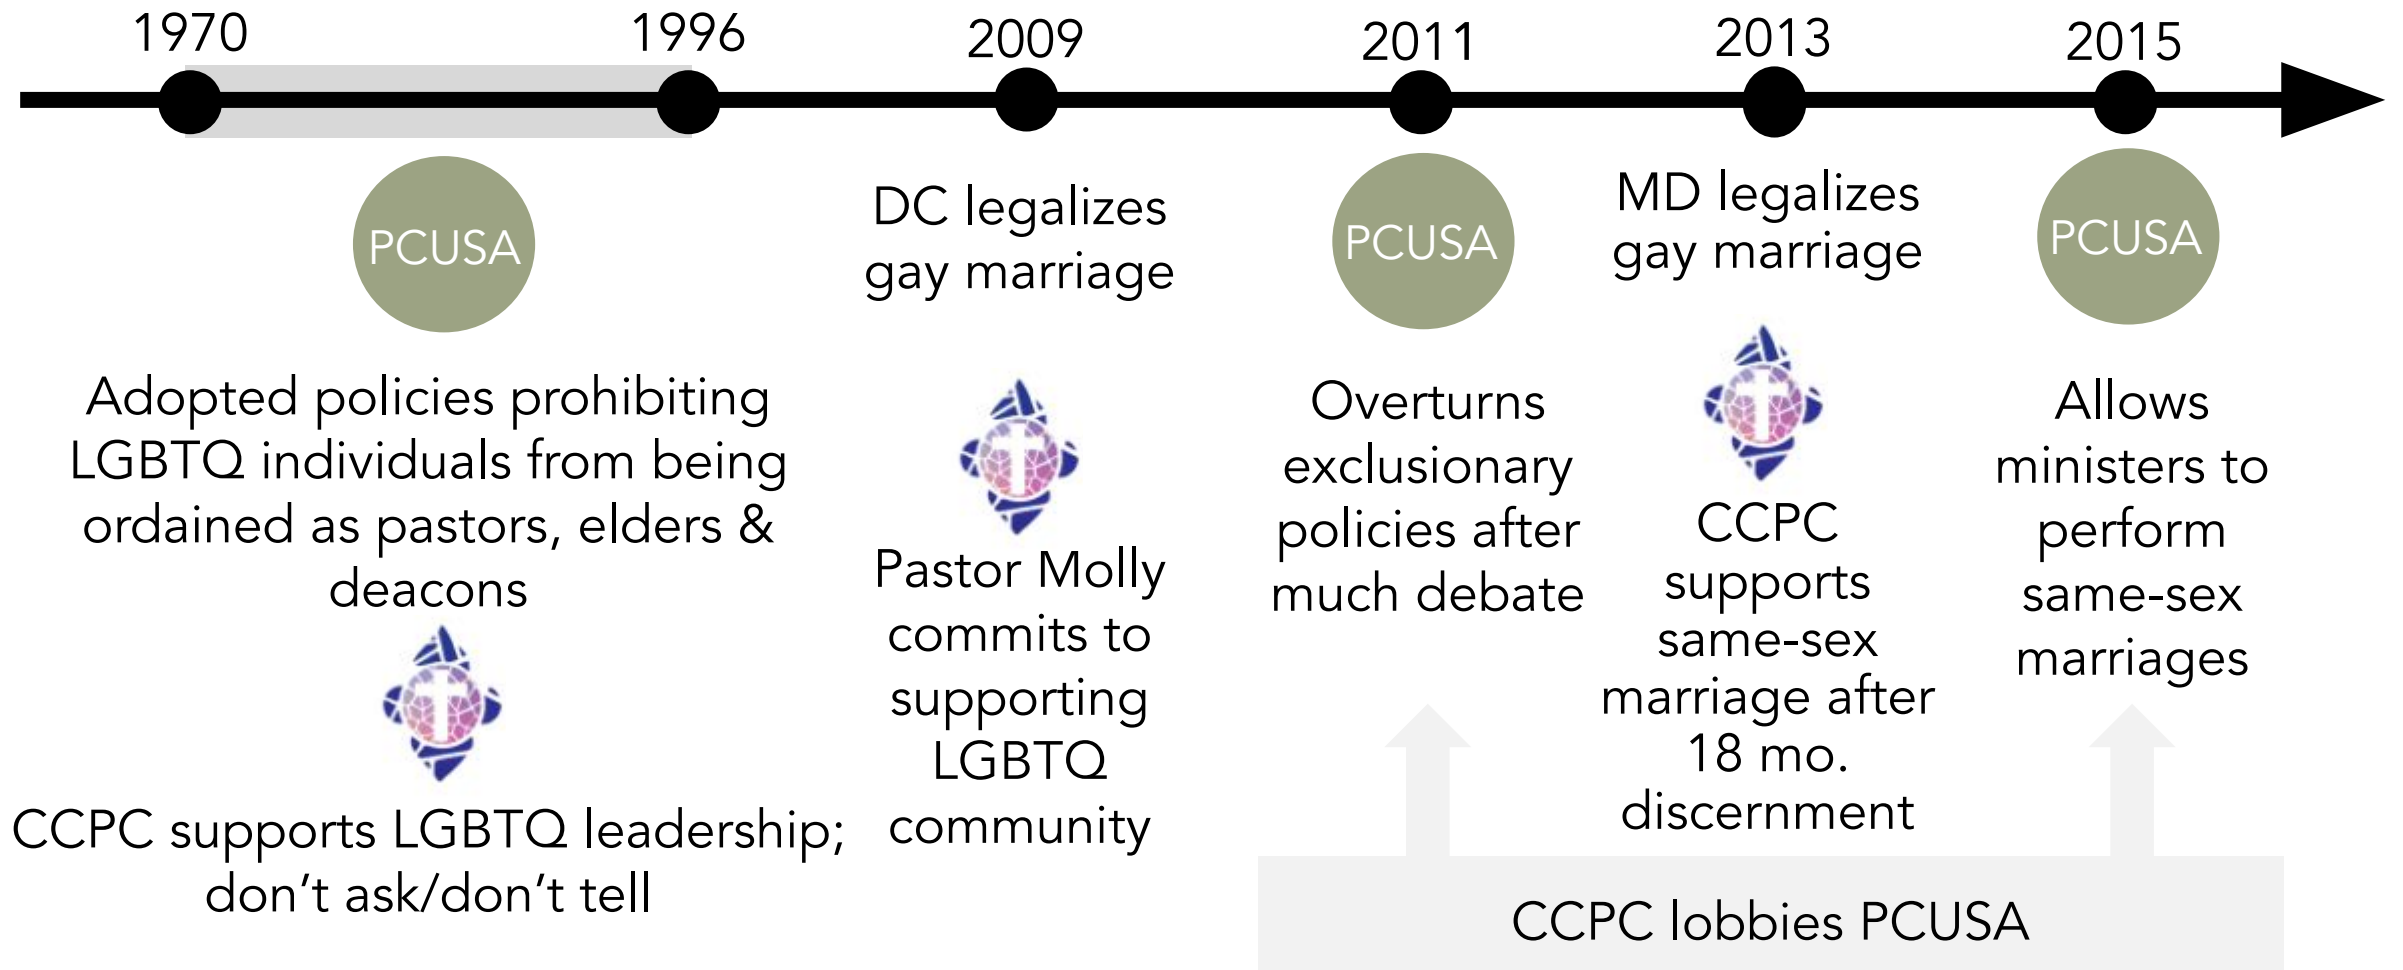 1970
1996
2009
2011
2013
2015
PCUSA
Adopted policies prohibiting
LGBTQ individuals from being
ordained as pastors, elders &
deacons
CCPC supports LGBTQ leadership;
don’t ask/don’t tell
DC legalizes
gay marriage
Pastor Molly
commits to
supporting
LGBTQ
community
PCUSA
Overturns
exclusionary
policies after
much debate
MD legalizes
gay marriage
CCPC
supports
same-sex
marriage after
18 mo.
discernment
PCUSA
Allows
ministers to
perform
same-sex
marriages
CCPC lobbies PCUSA